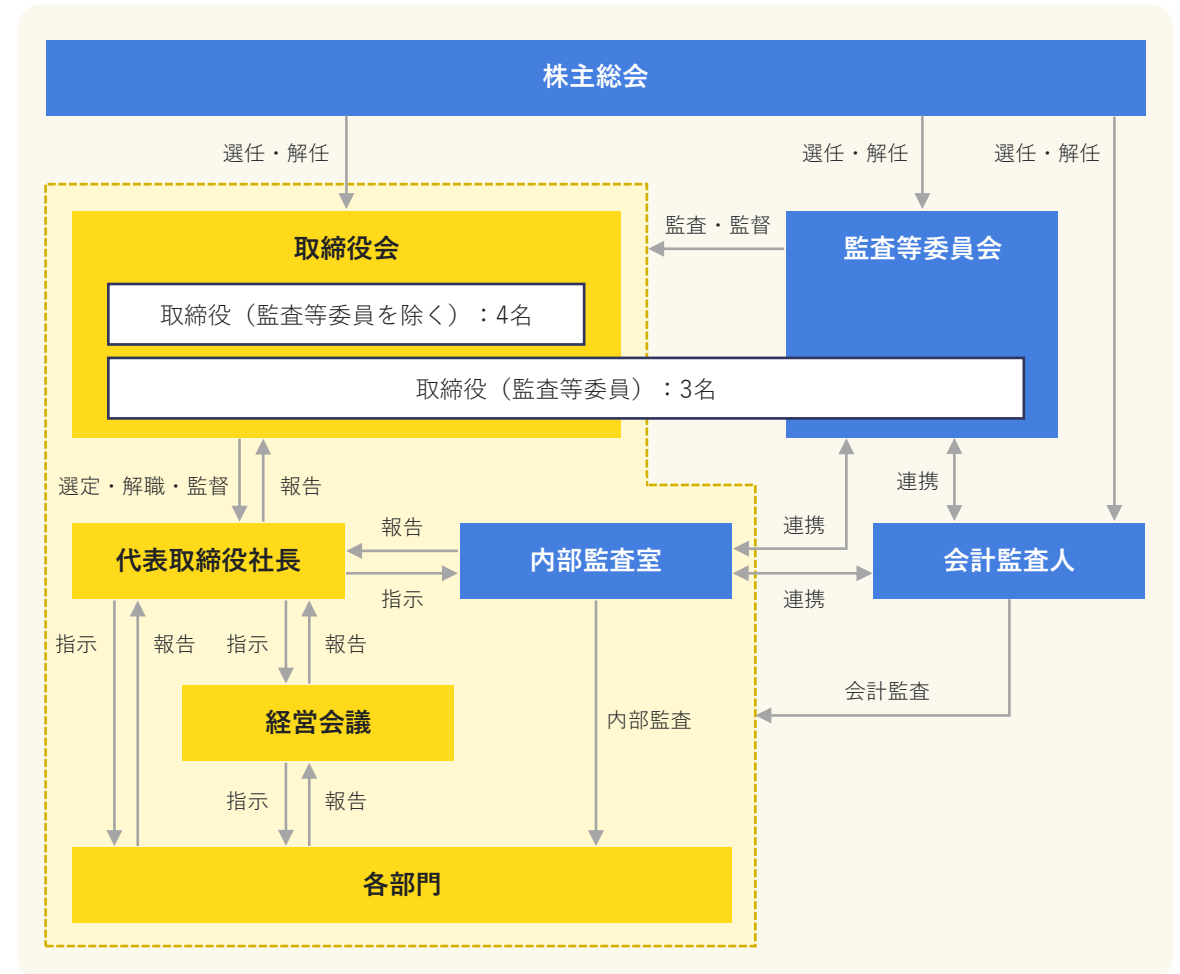 株主総会
選任・解任
選任・解任
選任・解任
取締役会
監査・監督
監査等委員会
取締役（監査等委員を除く）：4名
取締役（監査等委員）：3名
選定・解職・監督
報告
連携
連携
代表取締役社長
報告
指示
内部監査室
連携
会計監査人
指示
報告
指示
報告
経営会議
内部監査
会計監査
指示
報告
各部門